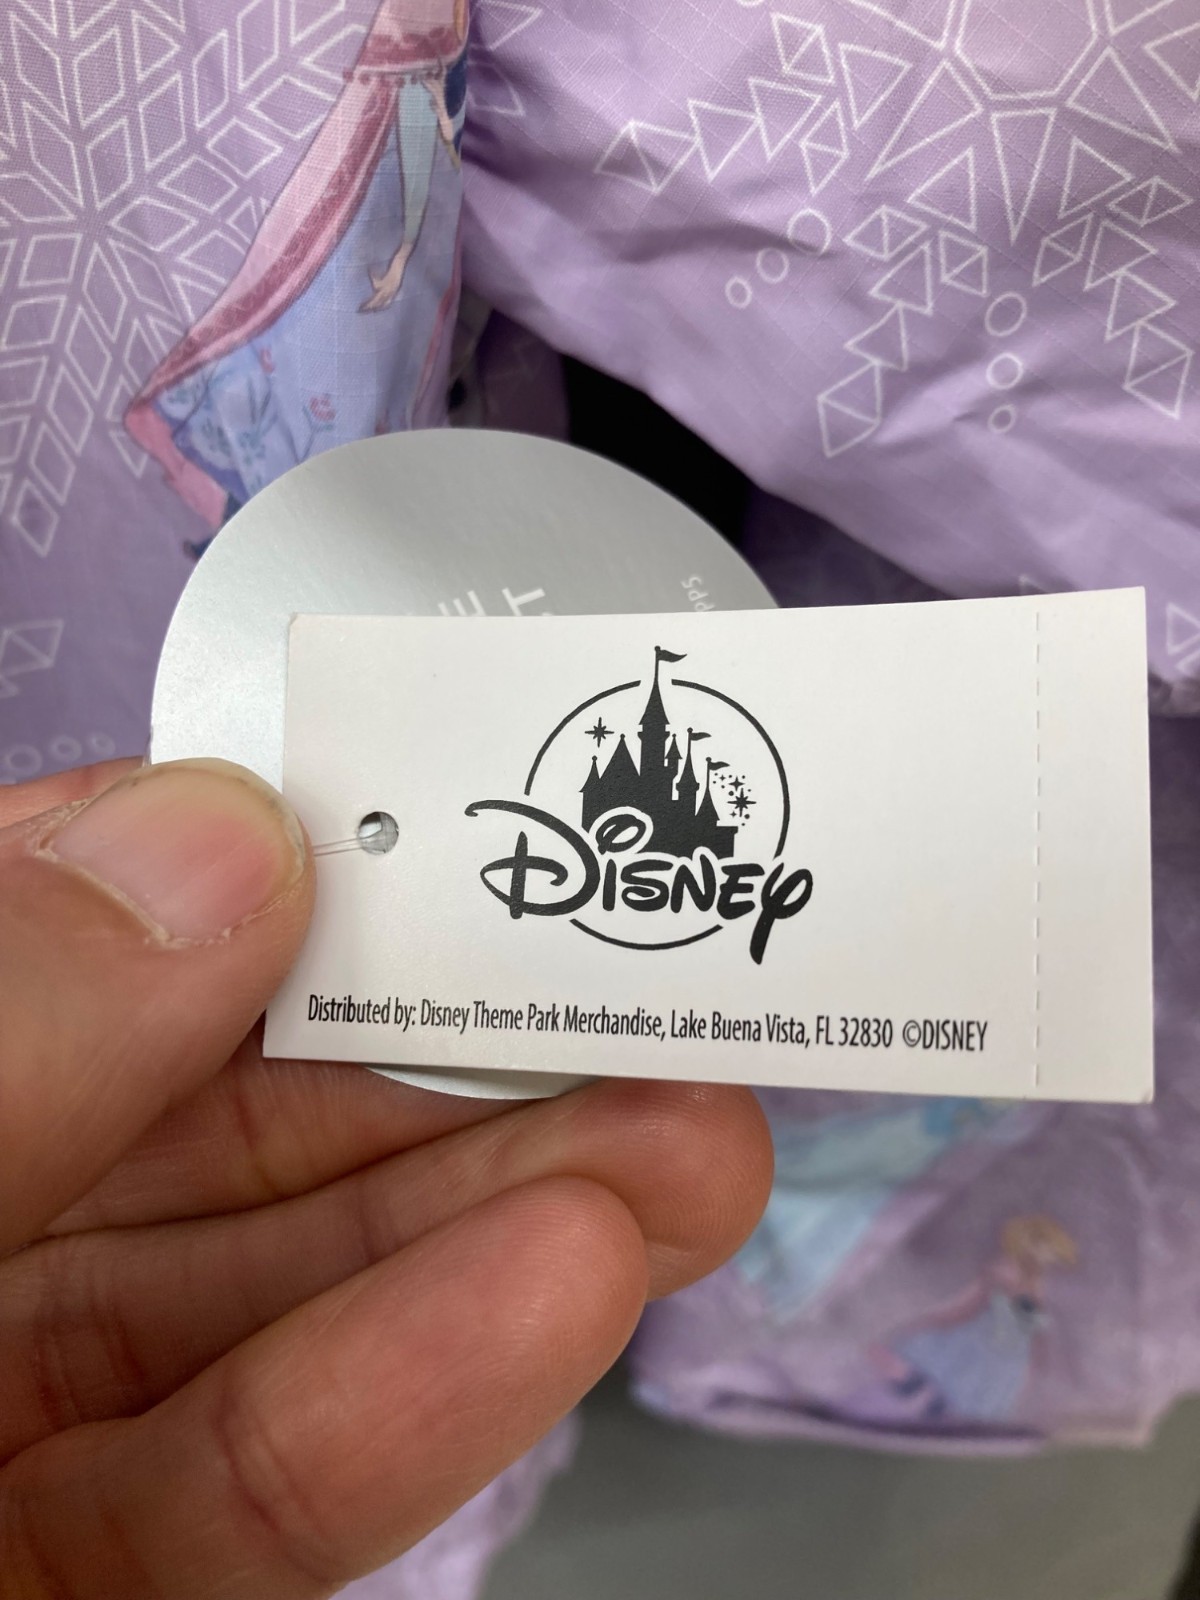 DISNEY
Distributed by: Disney Theme Park Merchandise, Lake Buena Vista, FL 32830 ©DISNEY